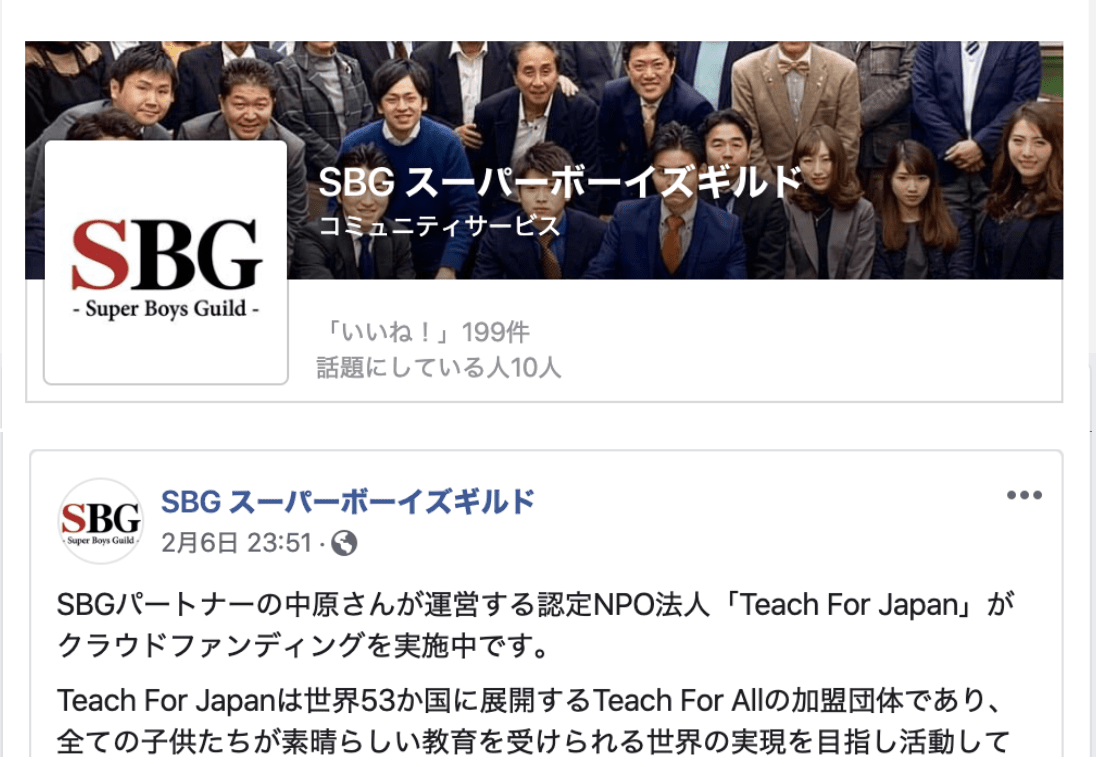 SBG スーパーボーイズギルド
コミュニティサービス
SBG
- Super Boys Guild -
「いいね！」199件
話題にしている人10人
SBG
- Super Boys Guild -
SBG スーパーボーイズギルド
2月6日 23:51 ·
SBGパートナーの中原さんが運営する認定NPO法人「Teach For Japan」が
クラウドファンディングを実施中です。
Teach For Japanは世界53か国に展開するTeach For Allの加盟団体であり、
全ての子供たちが素晴らしい教育を受けられる世界の実現を目指し活動して